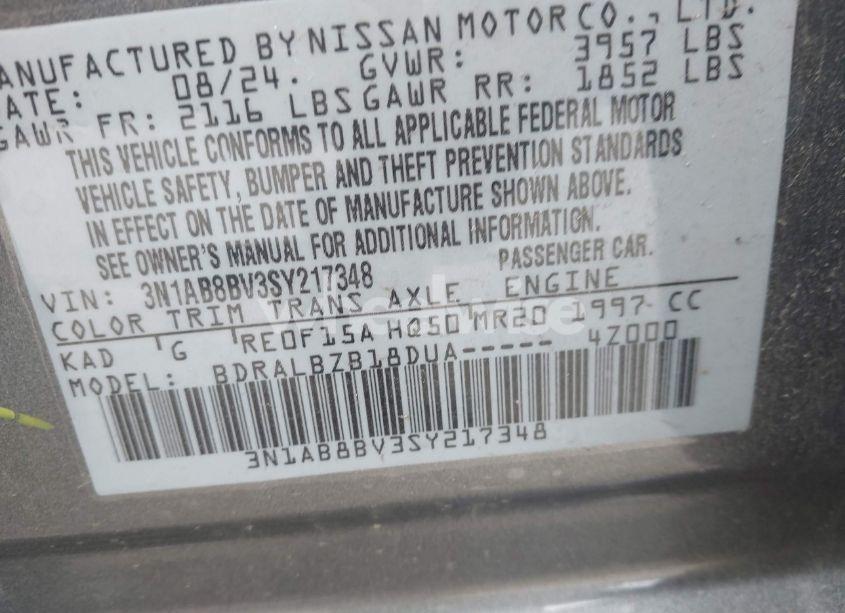 MANUFACTURED BY NISSAN MOTOR CO., LTD.
DATE: 08/24. GVWR: 3957 LBS
GAWR FR: 2116 LBS GAWR RR: 1852 LBS
THIS VEHICLE CONFORMS TO ALL APPLICABLE FEDERAL MOTOR
VEHICLE SAFETY, BUMPER AND THEFT PREVENTION STANDARDS
IN EFFECT ON THE DATE OF MANUFACTURE SHOWN ABOVE.
SEE OWNER'S MANUAL FOR ADDITIONAL INFORMATION.
PASSENGER CAR.
VIN: 3N1AB8BV3SY217348
COLOR TRIM TRANS AXLE ENGINE
KAD G RE0F15A HQ50 MR20 1997 CC
MODEL: BDRALBZB18DUA----- 4Z000
3N1AB8BV3SY217348